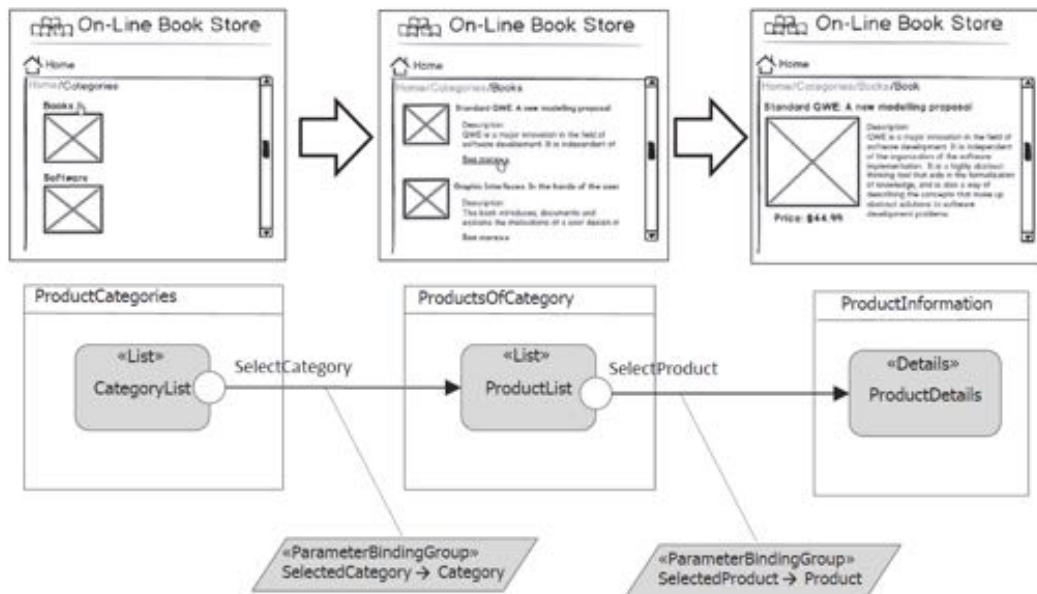 On-Line Book Store
Home
Home/Categories
Books
Software
On-Line Book Store
Home
Home/Categories/Books
Standard QWE: A new modelling proposal
Description:
QWE is a major innovation in the field of
software development. It is independent of
See more>>
Graphic Interfaces: In the hands of the user
Description:
This book introduces, documents and
explains the motivations of a user design in
See more>>
On-Line Book Store
Home
Home/Categories/Books/Book
Standard QWE: A new modelling proposal
Description:
QWE is a major innovation in the field of
software development. It is independent
of the organization of the software
implementation. It is a highly abstract
thinking tool that aids in the formalization
of knowledge, and is also a way of
describing the concepts that make up
abstract solutions to software
development problems.
Price: $44.99
ProductCategories
«List»
CategoryList
SelectCategory
ProductsOfCategory
«List»
ProductList
SelectProduct
ProductInformation
«Details»
ProductDetails
«ParameterBindingGroup»
SelectedCategory → Category
«ParameterBindingGroup»
SelectedProduct → Product